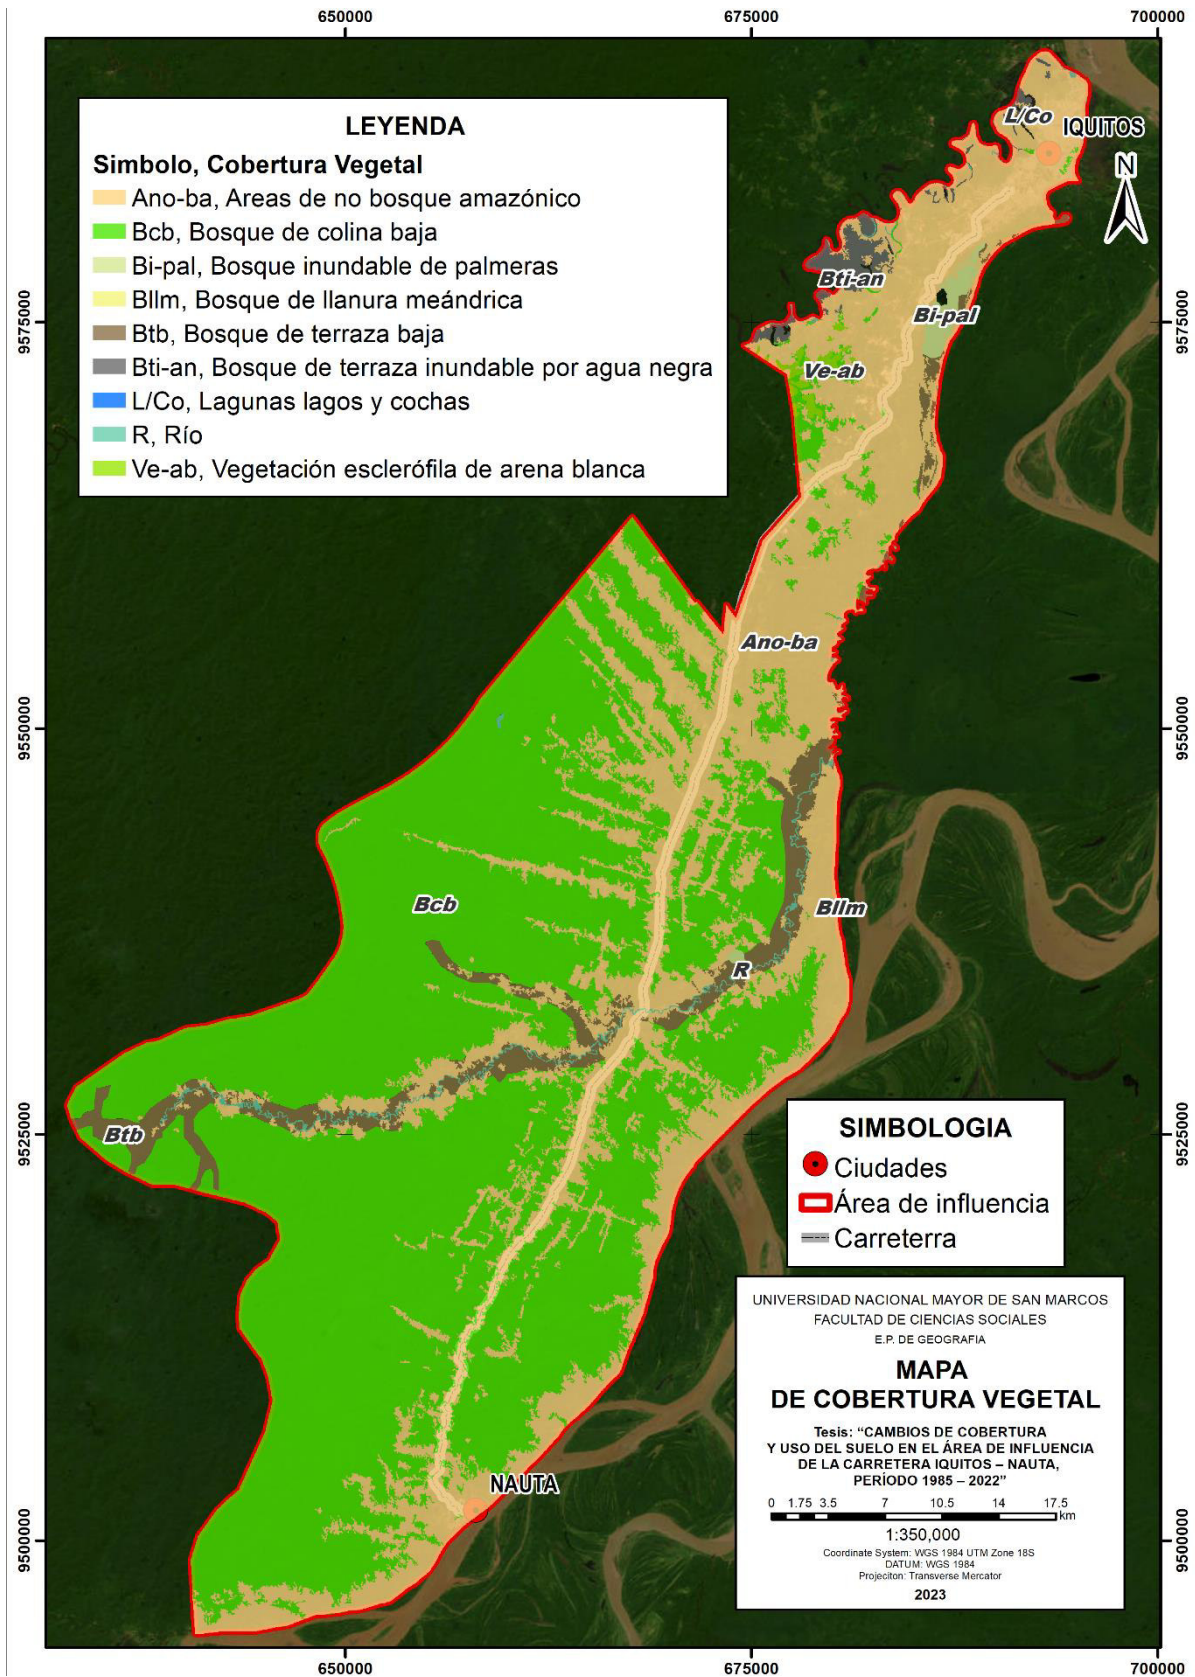 650000
675000
700000
LEYENDA
Simbolo, Cobertura Vegetal
Ano-ba, Areas de no bosque amazónico
Bcb, Bosque de colina baja
Bi-pal, Bosque inundable de palmeras
Bllm, Bosque de llanura meándrica
Btb, Bosque de terraza baja
Bti-an, Bosque de terraza inundable por agua negra
L/Co, Lagunas lagos y cochas
R, Río
Ve-ab, Vegetación esclerófila de arena blanca
L/Co
IQUITOS
N
Bti-an
Bi-pal
9575000
9575000
Ve-ab
Ano-ba
9550000
9550000
Bcb
Bllm
R
Btb
9525000
9525000
SIMBOLOGIA
Ciudades
Área de influencia
Carreterra
NAUTA
UNIVERSIDAD NACIONAL MAYOR DE SAN MARCOS
FACULTAD DE CIENCIAS SOCIALES
E.P. DE GEOGRAFIA
MAPA
DE COBERTURA VEGETAL
Tesis: “CAMBIOS DE COBERTURA
Y USO DEL SUELO EN EL ÁREA DE INFLUENCIA
DE LA CARRETERA IQUITOS – NAUTA,
PERÍODO 1985 – 2022”
0 1.75 3.5 7 10.5 14 17.5
km
1:350,000
Coordinate System: WGS 1984 UTM Zone 18S
DATUM: WGS 1984
Projeciton: Transverse Mercator
2023
9500000
9500000
650000
675000
700000